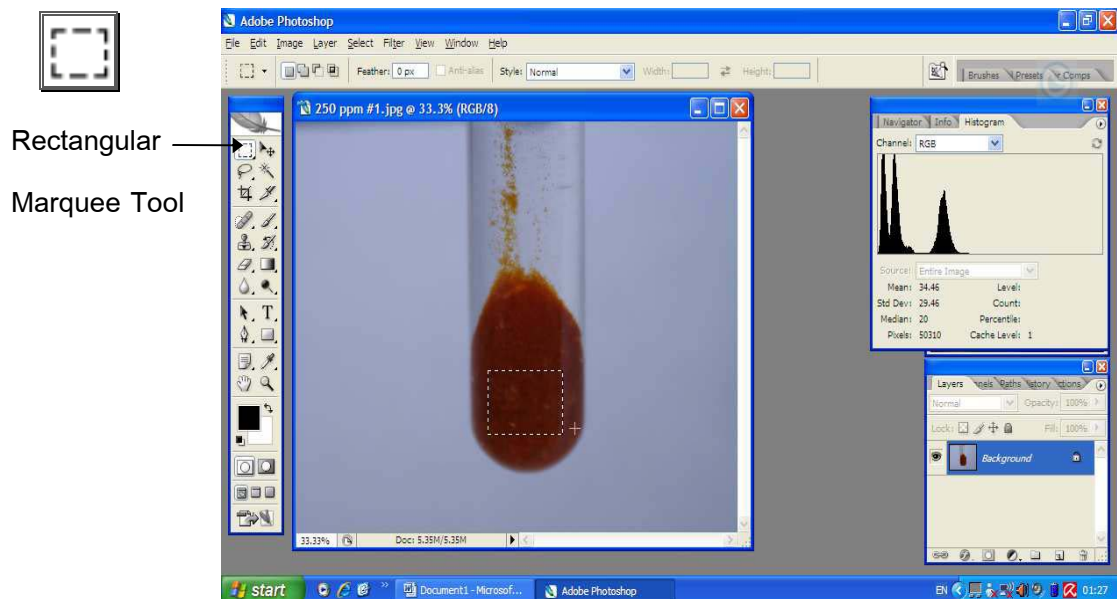 Rectangular
Marquee Tool
Adobe Photoshop
File Edit Image Layer Select Filter View Window Help
Feather: 0 px Anti-alias Style: Normal Width: Height:
Brushes Presets Comps
250 ppm #1.jpg @ 33.3% (RGB/8)
Navigator Info Histogram
Channel: RGB
Source: Entire Image
Mean: 34.46 Level:
Std Dev: 29.46 Count:
Median: 20 Percentile:
Pixels: 50310 Cache Level: 1
T
Layers nnels Paths istory ctions
Normal Opacity: 100%
Lock: Fill: 100%
Background
33.33% Doc: 5.35M/5.35M
start Document1 - Microsof... Adobe Photoshop EN 01:27